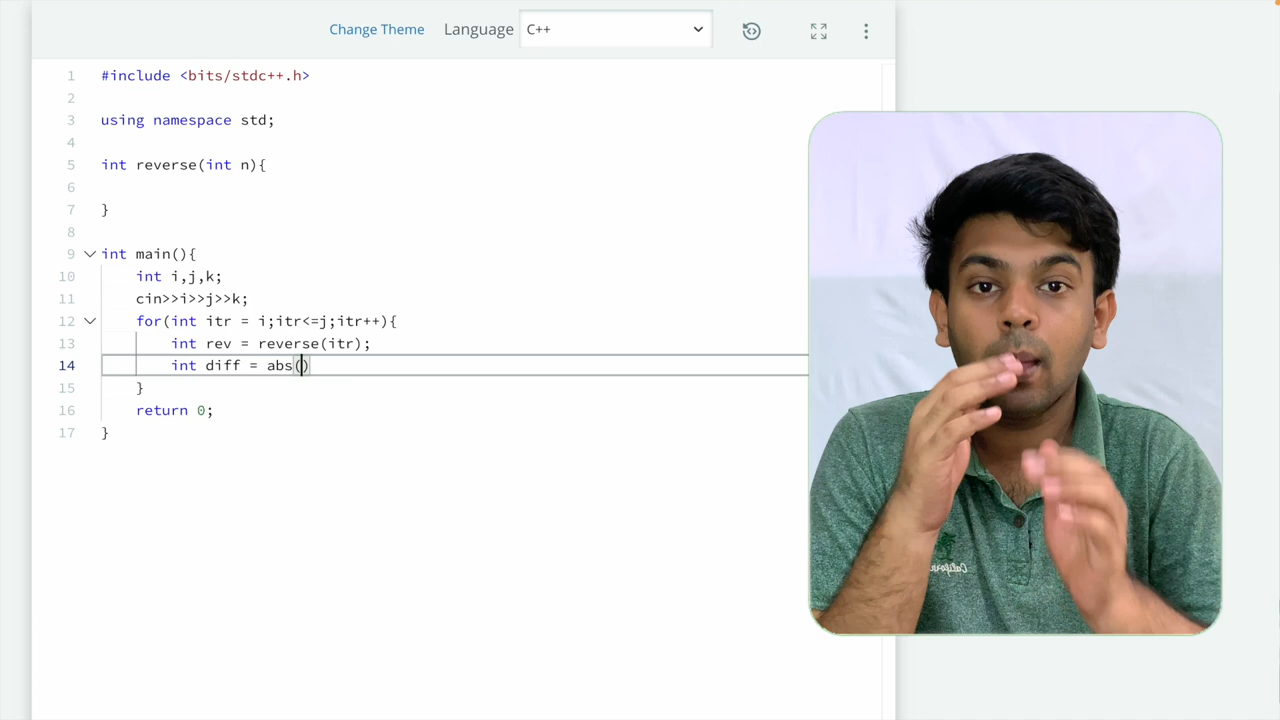 Change Theme Language C++
1 #include <bits/stdc++.h>
2
3 using namespace std;
4
5 int reverse(int n){
6
7 }
8
9 int main(){
10 int i,j,k;
11 cin>>i>>j>>k;
12 for(int itr = i;itr<=j;itr++){
13 int rev = reverse(itr);
14 int diff = abs()
15 }
16 return 0;
17 }
California